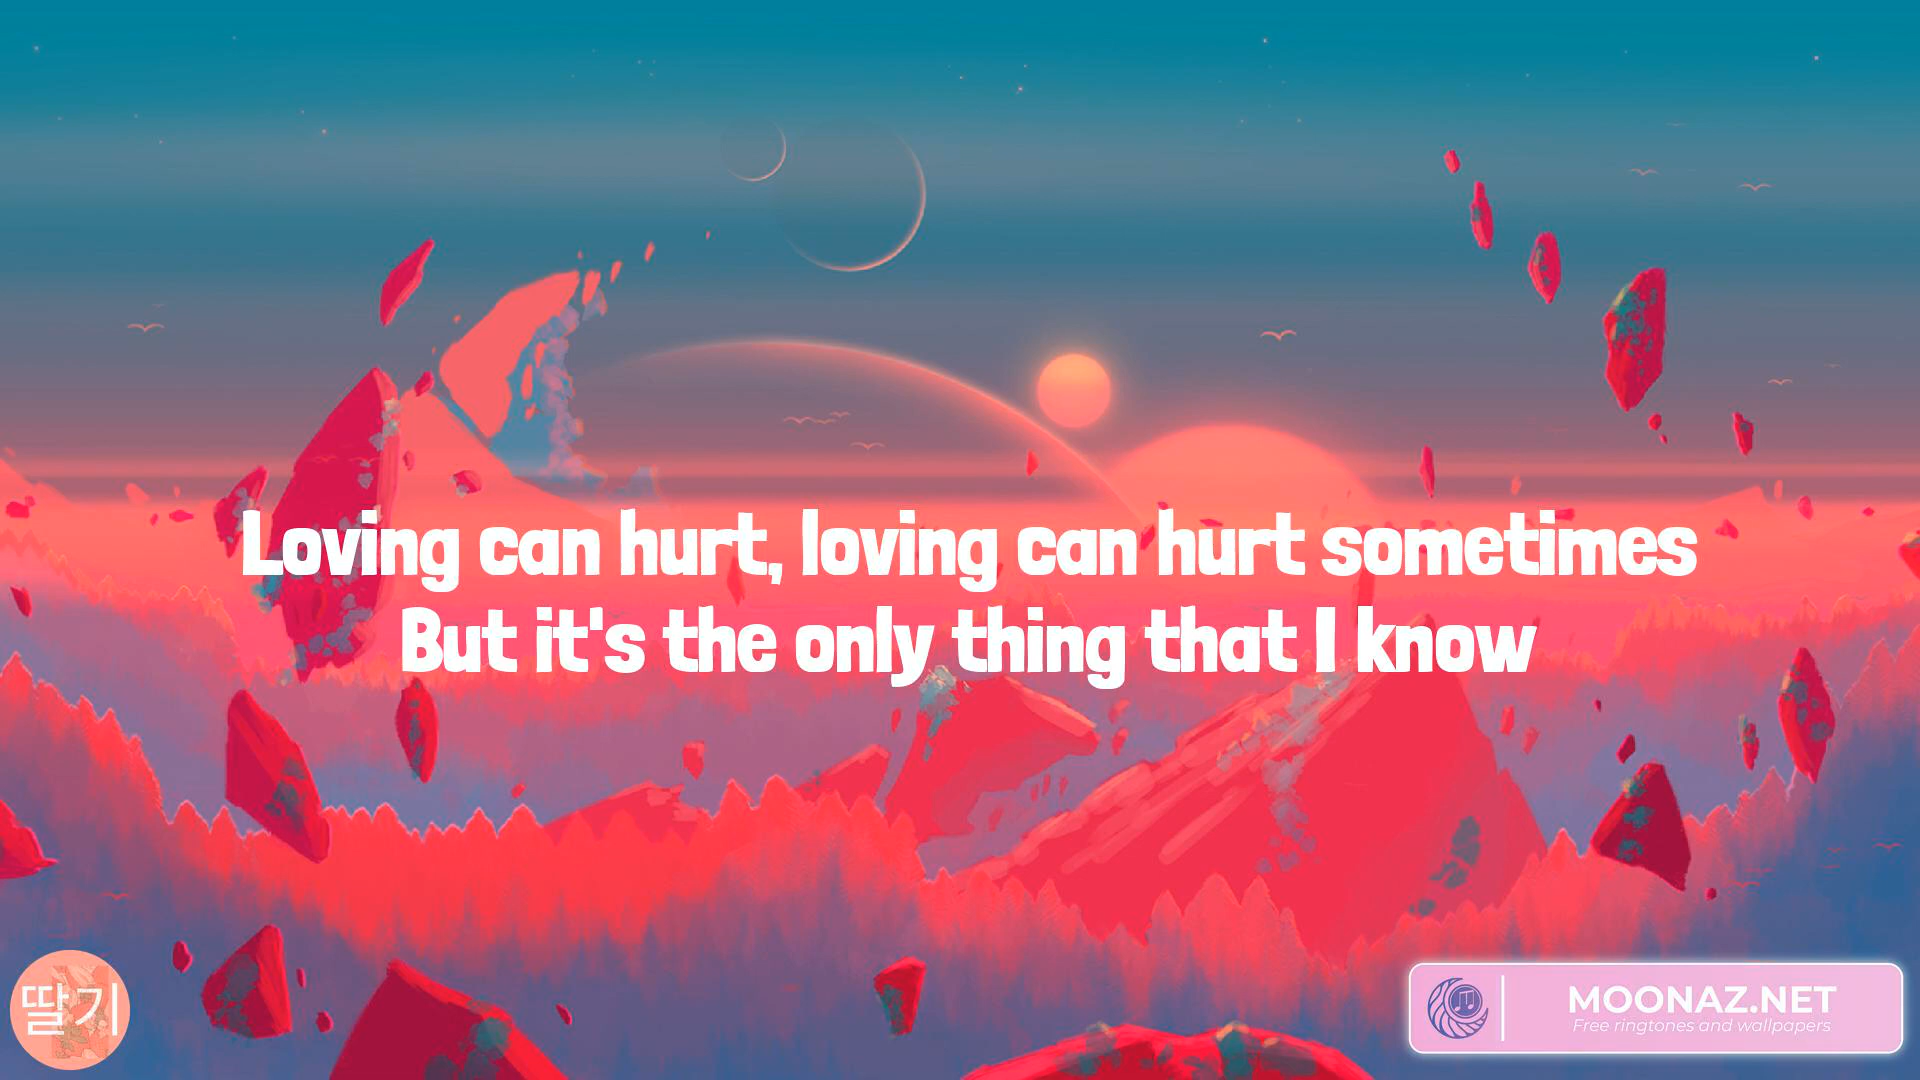 Loving can hurt, loving can hurt sometimes
But it's the only thing that I know
딸기
MOONAZ.NET
Free ringtones and wallpapers